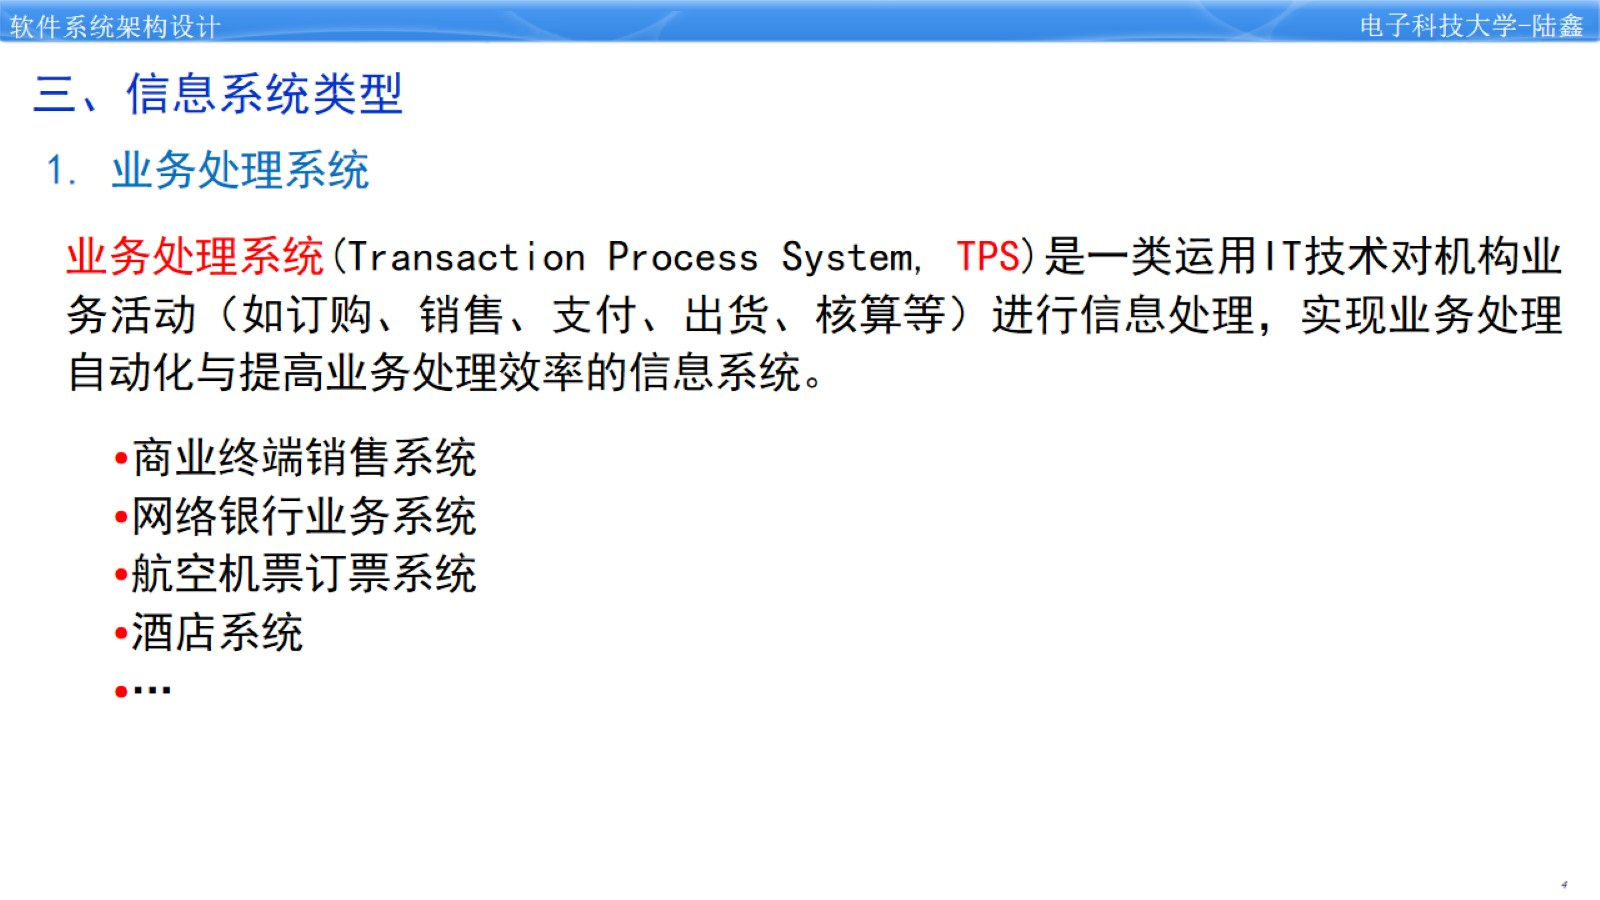 软件系统架构设计
电子科技大学-陆鑫
三、信息系统类型
1. 业务处理系统
业务处理系统(Transaction Process System, TPS)是一类运用IT技术对机构业
务活动（如订购、销售、支付、出货、核算等）进行信息处理，实现业务处理
自动化与提高业务处理效率的信息系统。
•商业终端销售系统
•网络银行业务系统
•航空机票订票系统
•酒店系统
•…
4